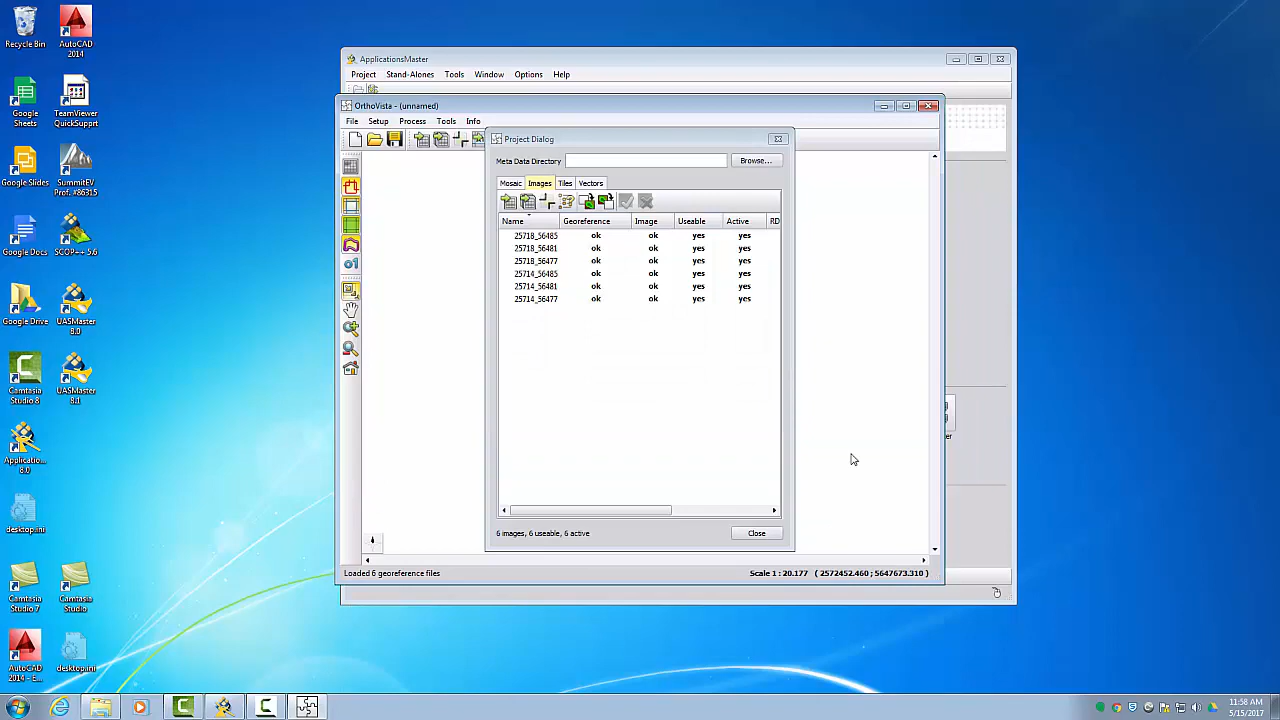 Recycle Bin
AutoCAD 2014
Google Sheets
TeamViewer QuickSupprt
Google Slides
SummitEV Prof. #86315
Google Docs
SCOP++ 5.6
Google Drive
UASMaster 8.0
Camtasia Studio 8
UASMaster 8.1
Applicatio... 8.0
desktop.ini
Camtasia Studio 7
Camtasia Studio
AutoCAD 2014 - E...
desktop.ini
ApplicationsMaster
Project Stand-Alones Tools Window Options Help
OrthoVista - (unnamed)
File Setup Process Tools Info
Project Dialog
Meta Data Directory Browse...
Mosaic Images Tiles Vectors
Name Georeference Image Useable Active RD
25718_56485 ok ok yes yes
25718_56481 ok ok yes yes
25718_56477 ok ok yes yes
25714_56485 ok ok yes yes
25714_56481 ok ok yes yes
25714_56477 ok ok yes yes
er
6 images, 6 useable, 6 active Close
Loaded 6 georeference files Scale 1 : 20.177 ( 2572452.460 ; 5647673.310 )
11:58 AM
5/15/2017